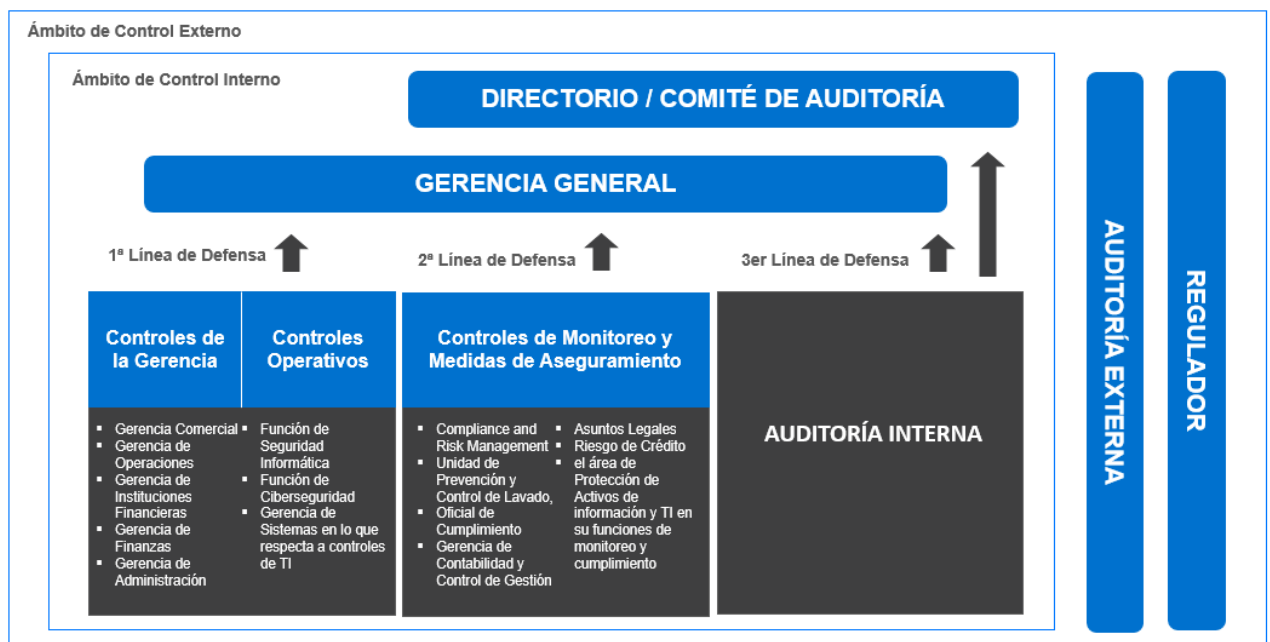 Ámbito de Control Externo
Ámbito de Control Interno
DIRECTORIO / COMITÉ DE AUDITORÍA
GERENCIA GENERAL
1ª Línea de Defensa
2ª Línea de Defensa
3er Línea de Defensa
Controles de
la Gerencia
Controles
Operativos
Controles de Monitoreo y
Medidas de Aseguramiento
▪ Gerencia Comercial
▪ Gerencia de
Operaciones
▪ Gerencia de
Instituciones
Financieras
▪ Gerencia de
Finanzas
▪ Gerencia de
Administración
▪ Función de
Seguridad
Informática
▪ Función de
Ciberseguridad
▪ Gerencia de
Sistemas en lo que
respecta a controles
de TI
▪ Compliance and
Risk Management
▪ Unidad de
Prevención y
Control de Lavado,
▪ Oficial de
Cumplimiento
▪ Gerencia de
Contabilidad y
Control de Gestión
▪ Asuntos Legales
▪ Riesgo de Crédito
▪ el área de
Protección de
Activos de
información y TI en
su funciones de
monitoreo y
cumplimiento
AUDITORÍA INTERNA
AUDITORÍA EXTERNA
REGULADOR